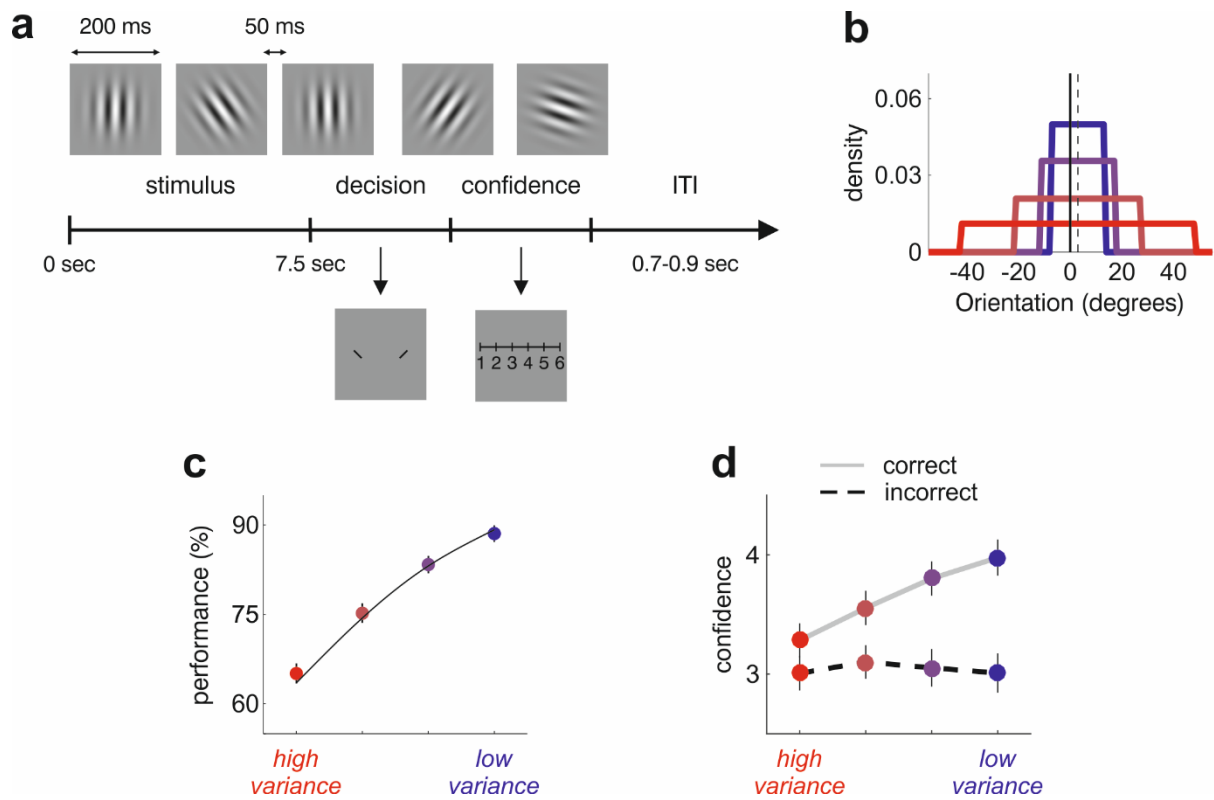 a
200 ms
50 ms
stimulus
decision
confidence
ITI
0 sec
7.5 sec
0.7-0.9 sec
1 2 3 4 5 6
b
density
0.06
0.03
0
-40 -20 0 20 40
Orientation (degrees)
c
performance (%)
90
75
60
high
variance
low
variance
d
correct
incorrect
confidence
4
3
high
variance
low
variance